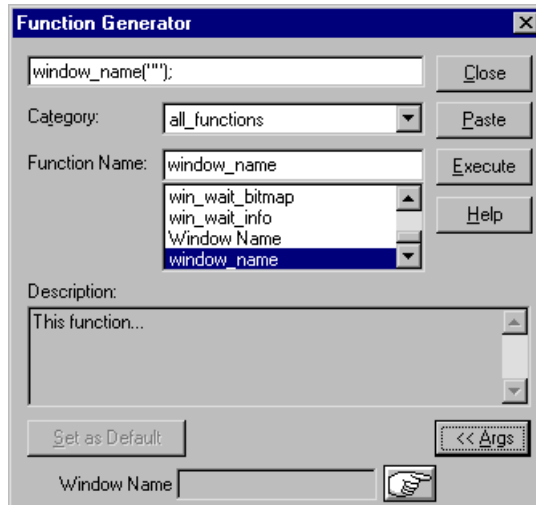 Function Generator
window_name("");
Close
Category:
all_functions
Paste
Function Name:
window_name
Execute
win_wait_bitmap
win_wait_info
Window Name
window_name
Help
Description:
This function...
Set as Default
<< Args
Window Name